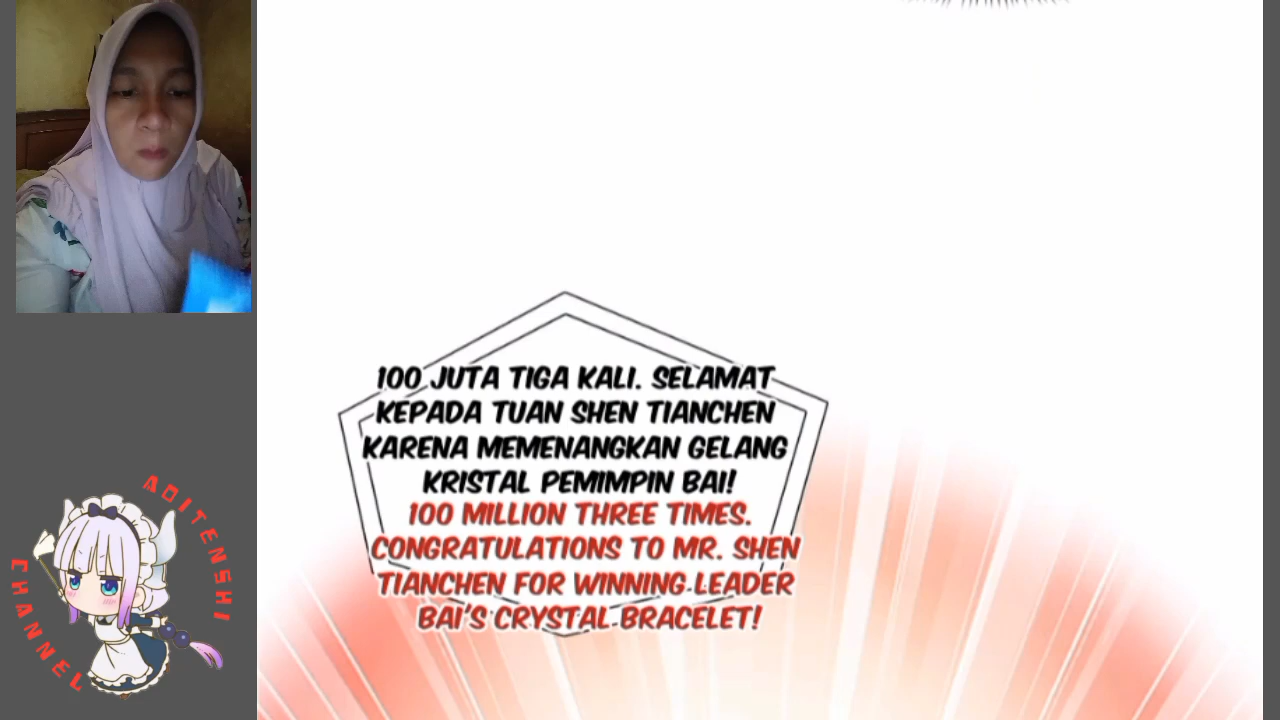 100 JUTA TIGA KALI. SELAMAT
KEPADA TUAN SHEN TIANCHEN
KARENA MEMENANGKAN GELANG
KRISTAL PEMIMPIN BAI!
100 MILLION THREE TIMES.
CONGRATULATIONS TO MR. SHEN
TIANCHEN FOR WINNING LEADER
BAI'S CRYSTAL BRACELET!
ADITENSHI
CHANNEL